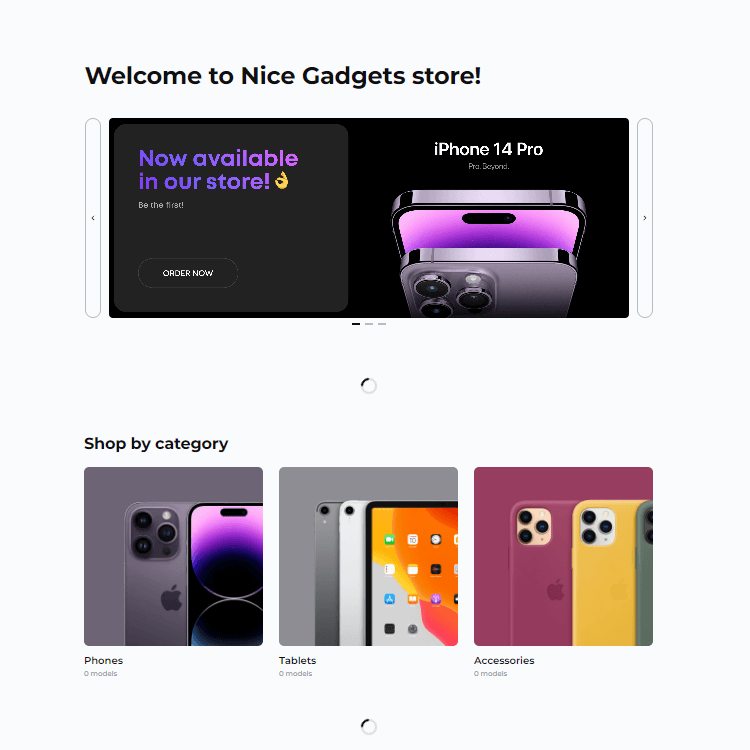 Welcome to Nice Gadgets store!
Now available
in our store!👌
Be the first!
ORDER NOW
iPhone 14 Pro
Pro. Beyond.
Shop by category
Phones
0 models
Tablets
0 models
Accessories
0 models